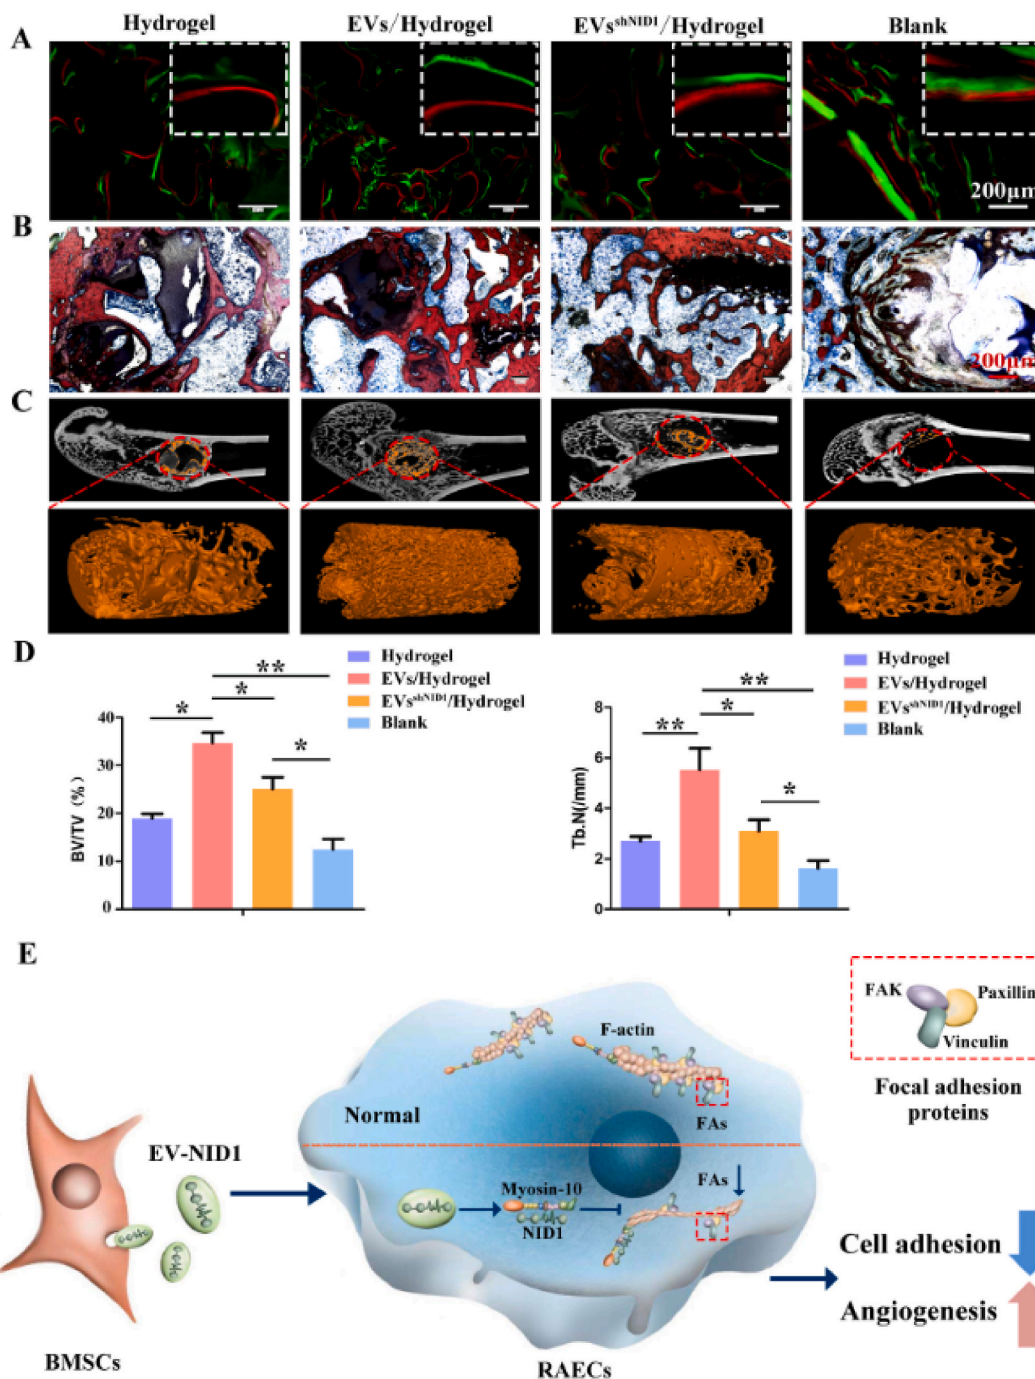 A
Hydrogel
EVs/Hydrogel
EVsshNID1/Hydrogel
Blank
200μm
B
200μm
C
D
Hydrogel
EVs/Hydrogel
EVsshNID1/Hydrogel
Blank
**
*
*
*
40
30
20
10
0
BV/TV (%)
Hydrogel
EVs/Hydrogel
EVsshNID1/Hydrogel
Blank
**
**
*
*
8
6
4
2
0
Tb.N(/mm)
E
FAK
Paxillin
Vinculin
Focal adhesion
proteins
F-actin
Normal
FAs
EV-NID1
Myosin-10
NID1
FAs
Cell adhesion
Angiogenesis
BMSCs
RAECs